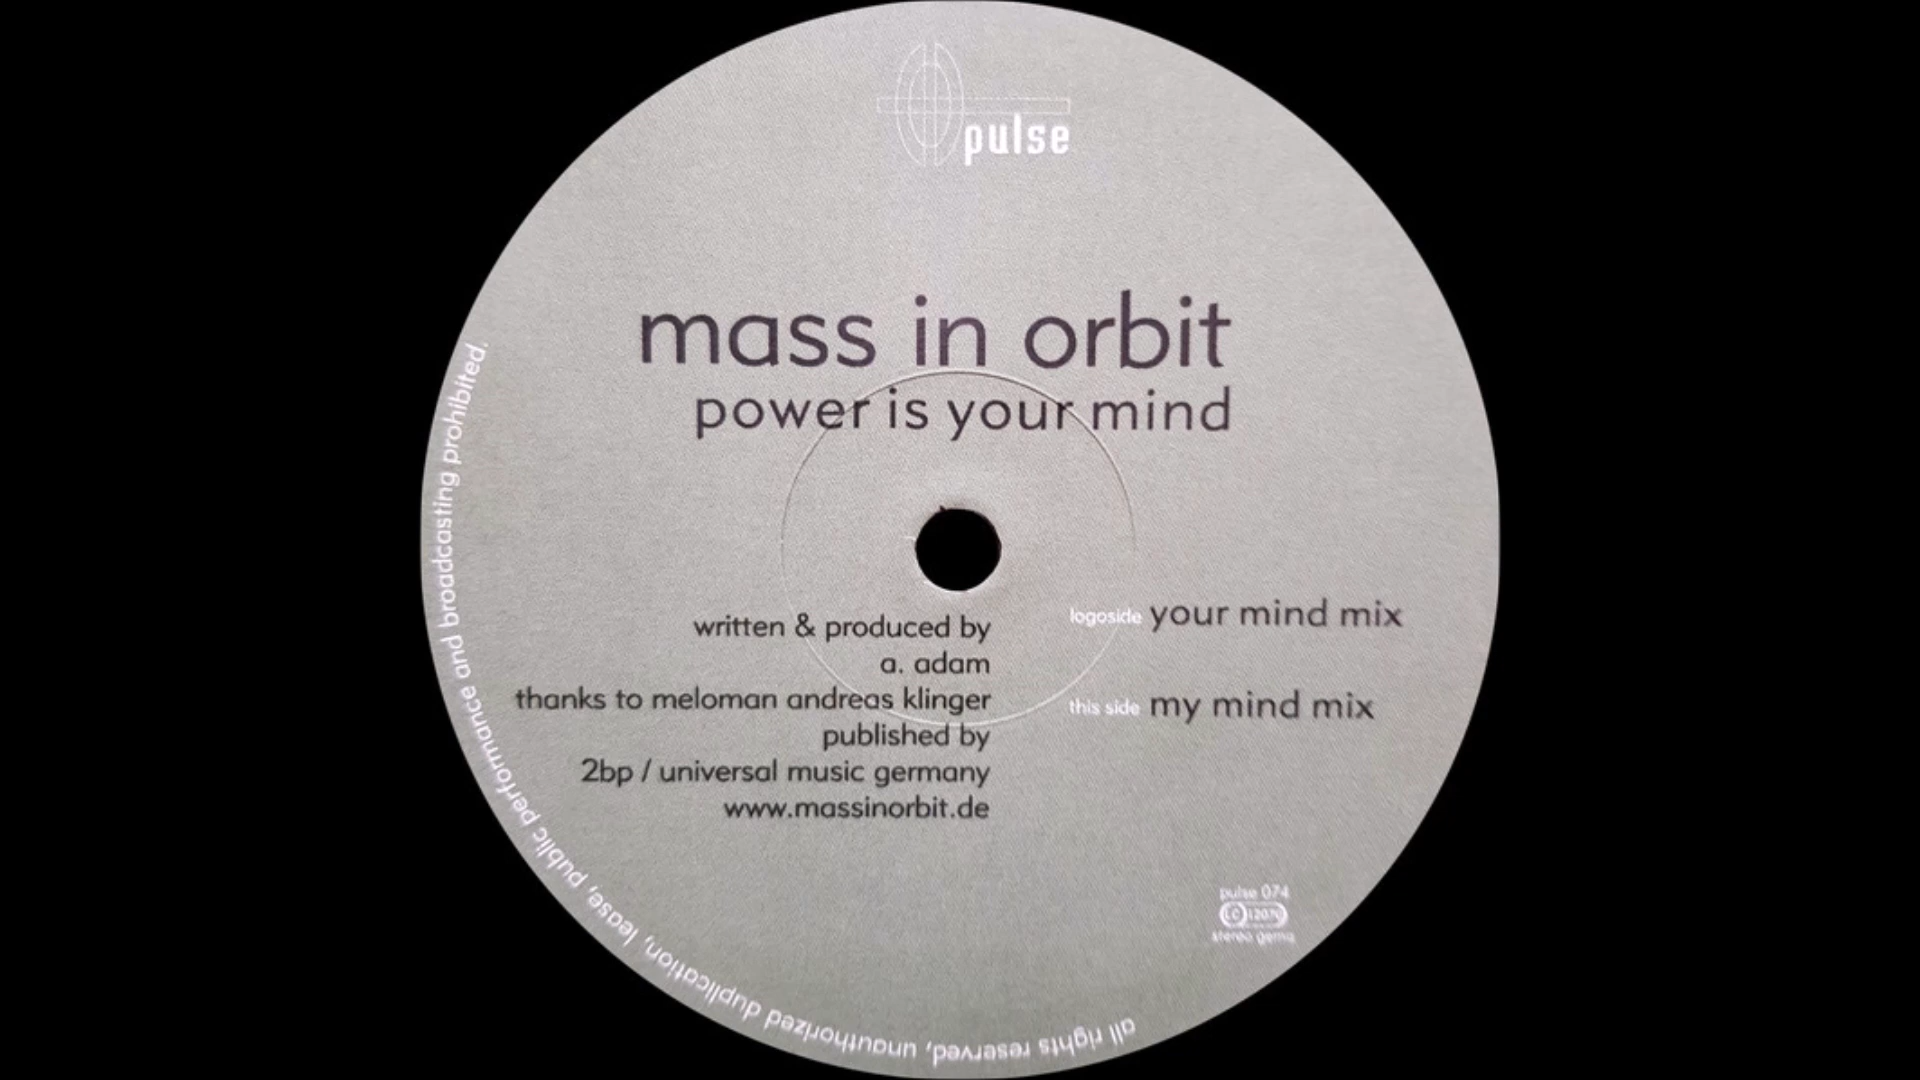 pulse
mass in orbit
power is your mind
written & produced by
a. adam
thanks to meloman andreas klinger
published by
2bp / universal music germany
www.massinorbit.de
logoside your mind mix
this side my mind mix
pulse 074
LC
stereo gema
all rights reserved, unauthorized duplication, lease, public performance and broadcasting prohibited.